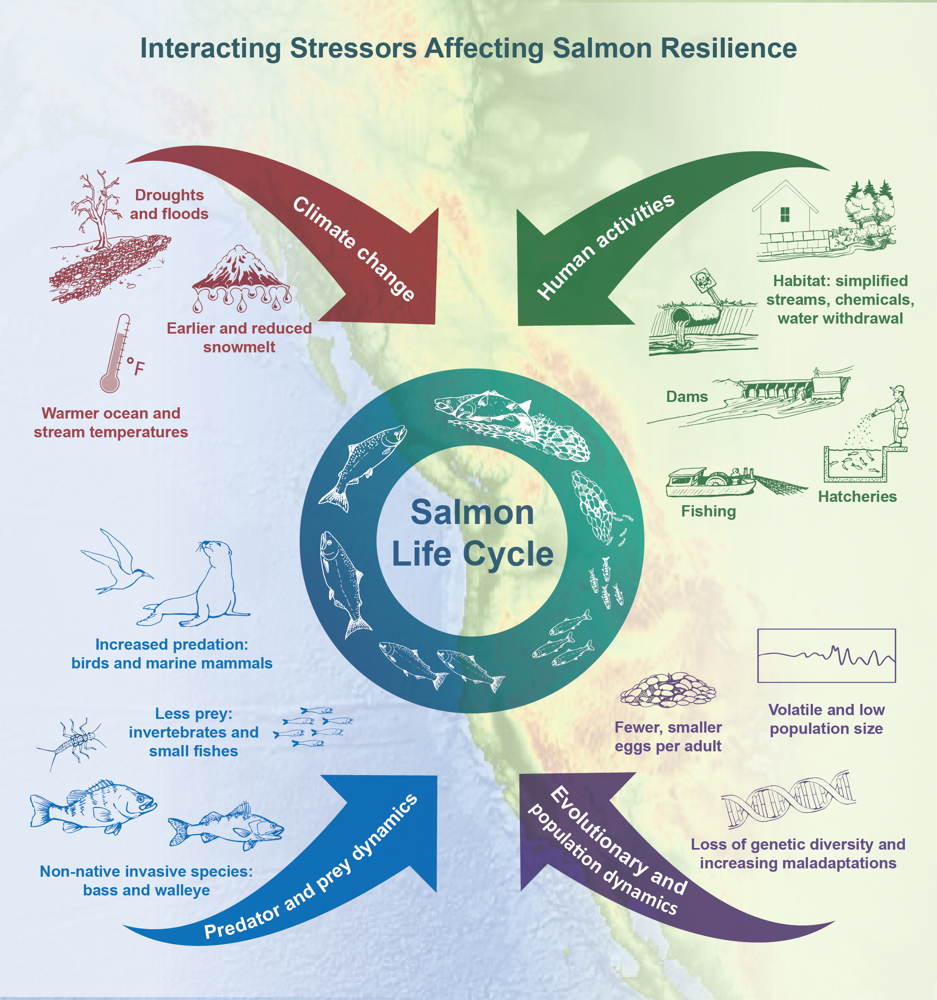 Interacting Stressors Affecting Salmon Resilience
Climate change
Droughts
and floods
Earlier and reduced
snowmelt
°F
Warmer ocean and
stream temperatures
Human activities
Habitat: simplified
streams, chemicals,
water withdrawal
Dams
Hatcheries
Fishing
Salmon
Life Cycle
Increased predation:
birds and marine mammals
Less prey:
invertebrates and
small fishes
Non-native invasive species:
bass and walleye
Predator and prey dynamics
Volatile and low
population size
Fewer, smaller
eggs per adult
Loss of genetic diversity and
increasing maladaptations
Evolutionary and
population dynamics